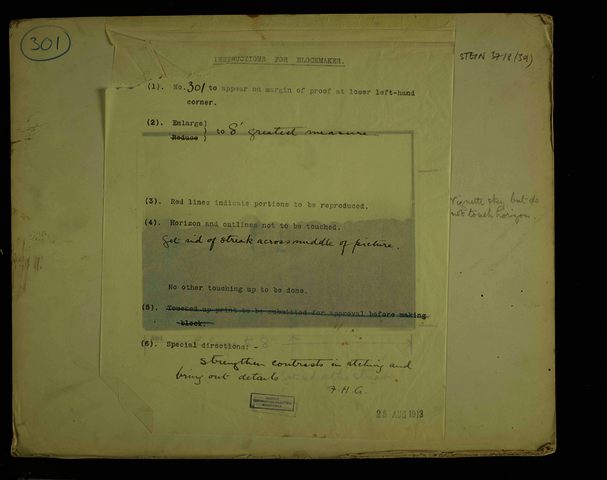 301
STEIN 37/8 (39)
INSTRUCTIONS FOR BLOCKMAKER.
(1). No. 301 to appear on margin of proof at lower left-hand
corner.
(2). Enlarge
Reduce } to 8" greatest measure
(3). Red lines indicate portions to be reproduced.
Vignette sky but do
not touch horizon.
(4). Horizon and outlines not to be touched.
Get rid of streak across middle of picture.
No other touching up to be done.
(5). Touched up print to be submitted for approval before making
block.
(6). Special directions: -
Strengthen contrasts in etching and
bring out details
F.H.G.
25 AUG 1913